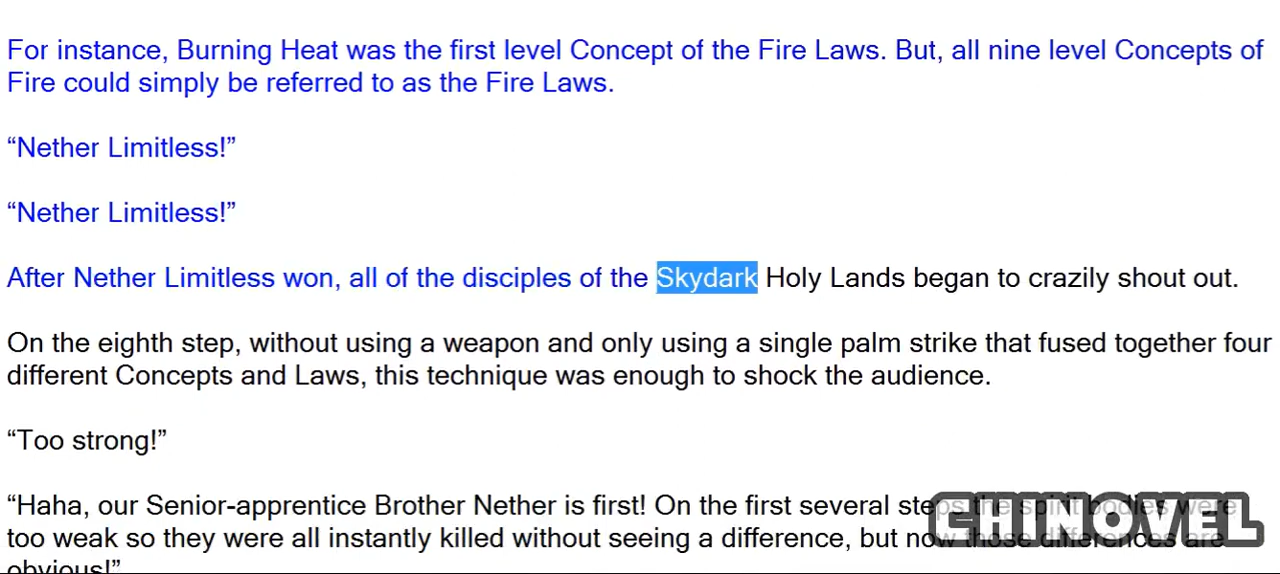 For instance, Burning Heat was the first level Concept of the Fire Laws. But, all nine level Concepts of
Fire could simply be referred to as the Fire Laws.
“Nether Limitless!”
“Nether Limitless!”
After Nether Limitless won, all of the disciples of the Skydark Holy Lands began to crazily shout out.
On the eighth step, without using a weapon and only using a single palm strike that fused together four
different Concepts and Laws, this technique was enough to shock the audience.
“Too strong!”
“Haha, our Senior-apprentice Brother Nether is first! On the first several steps the spirit bodies were
too weak so they were all instantly killed without seeing a difference, but now those differences are
obvious!”
CHINOVEL